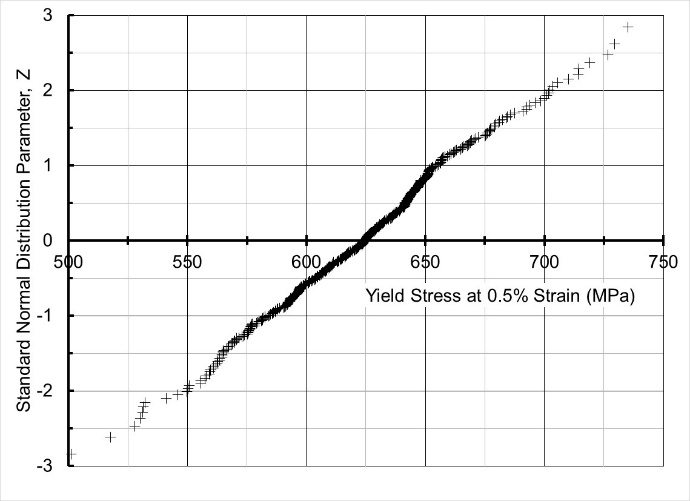 3
2
1
0
-1
-2
-3
Standard Normal Distribution Parameter, Z
500 550 600 650 700 750
Yield Stress at 0.5% Strain (MPa)